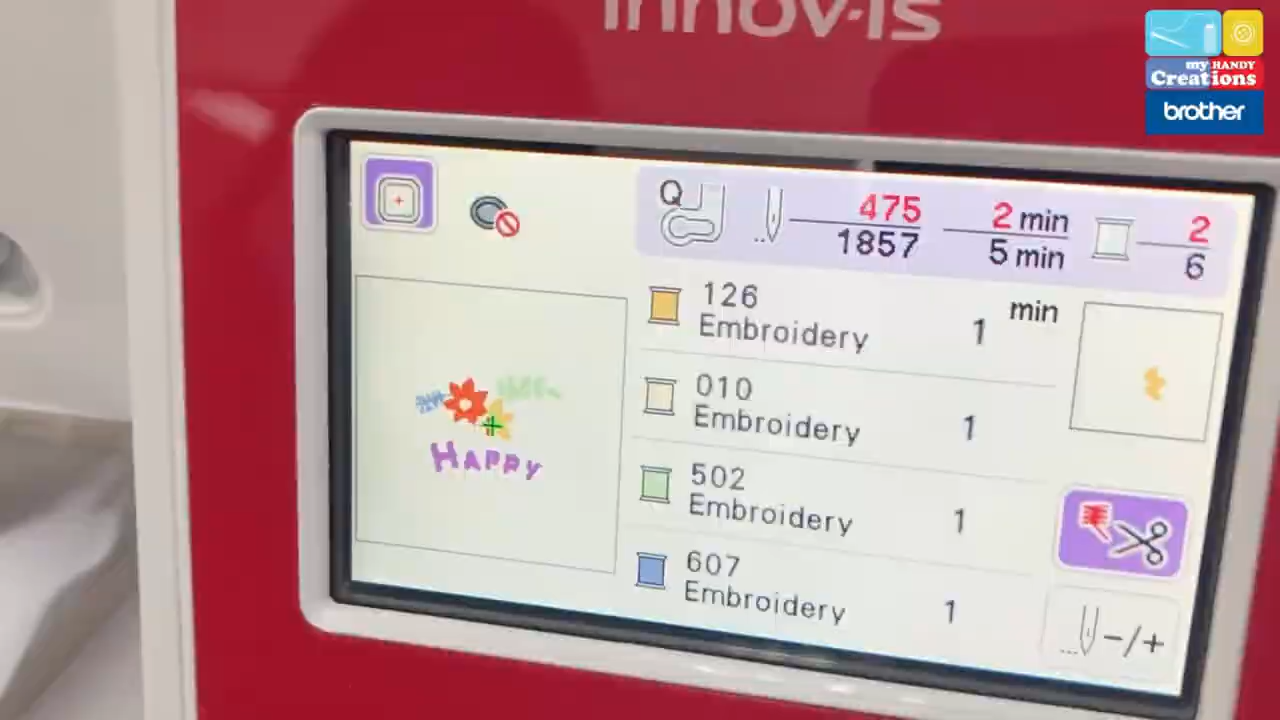 innov-is
my HANDY
Creations
brother
Q
475
1857
2 min
5 min
2
6
126
Embroidery
1
min
010
Embroidery
1
502
Embroidery
1
607
Embroidery
1
HAPPY
-/+